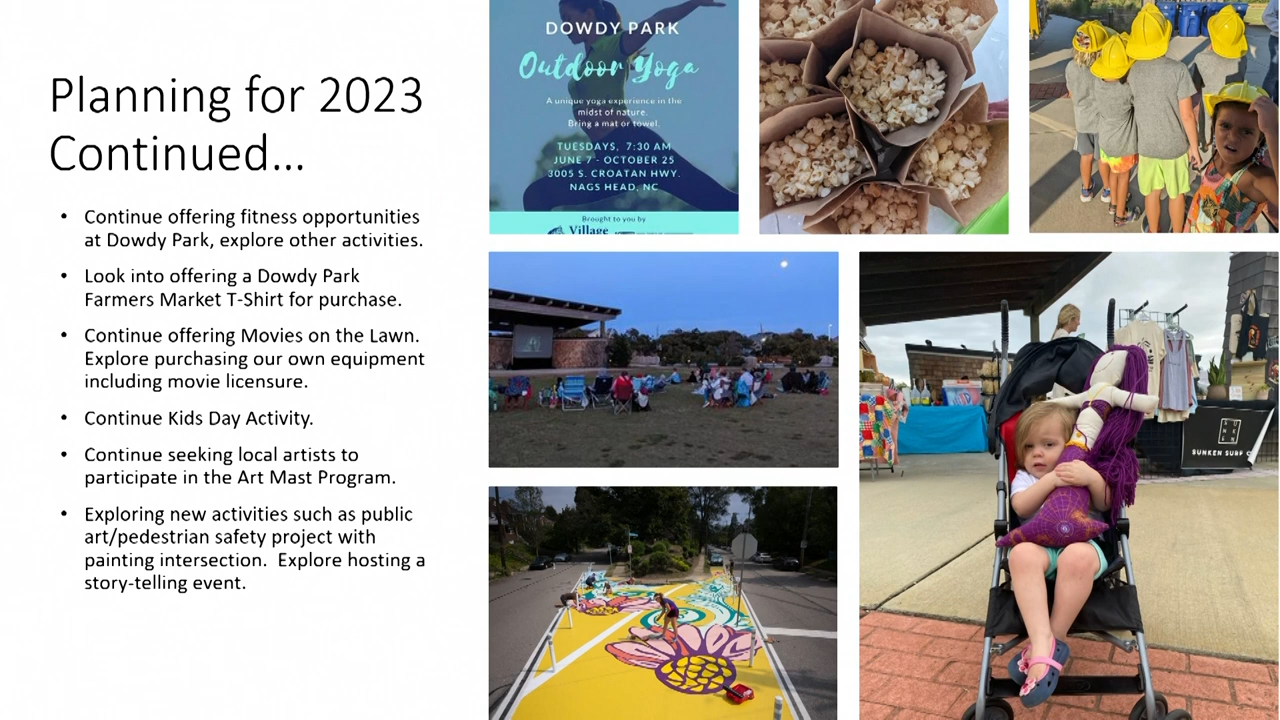 Planning for 2023
Continued...
• Continue offering fitness opportunities
at Dowdy Park, explore other activities.
• Look into offering a Dowdy Park
Farmers Market T-Shirt for purchase.
• Continue offering Movies on the Lawn.
Explore purchasing our own equipment
including movie licensure.
• Continue Kids Day Activity.
• Continue seeking local artists to
participate in the Art Mast Program.
• Exploring new activities such as public
art/pedestrian safety project with
painting intersection.  Explore hosting a
story-telling event.
DOWDY PARK
Outdoor Yoga
A unique yoga experience in the
midst of nature.
Bring a mat or towel.
TUESDAYS, 7:30 AM
JUNE 7 - OCTOBER 25
3005 S. CROATAN HWY.
NAGS HEAD, NC
Brought to you by
Village